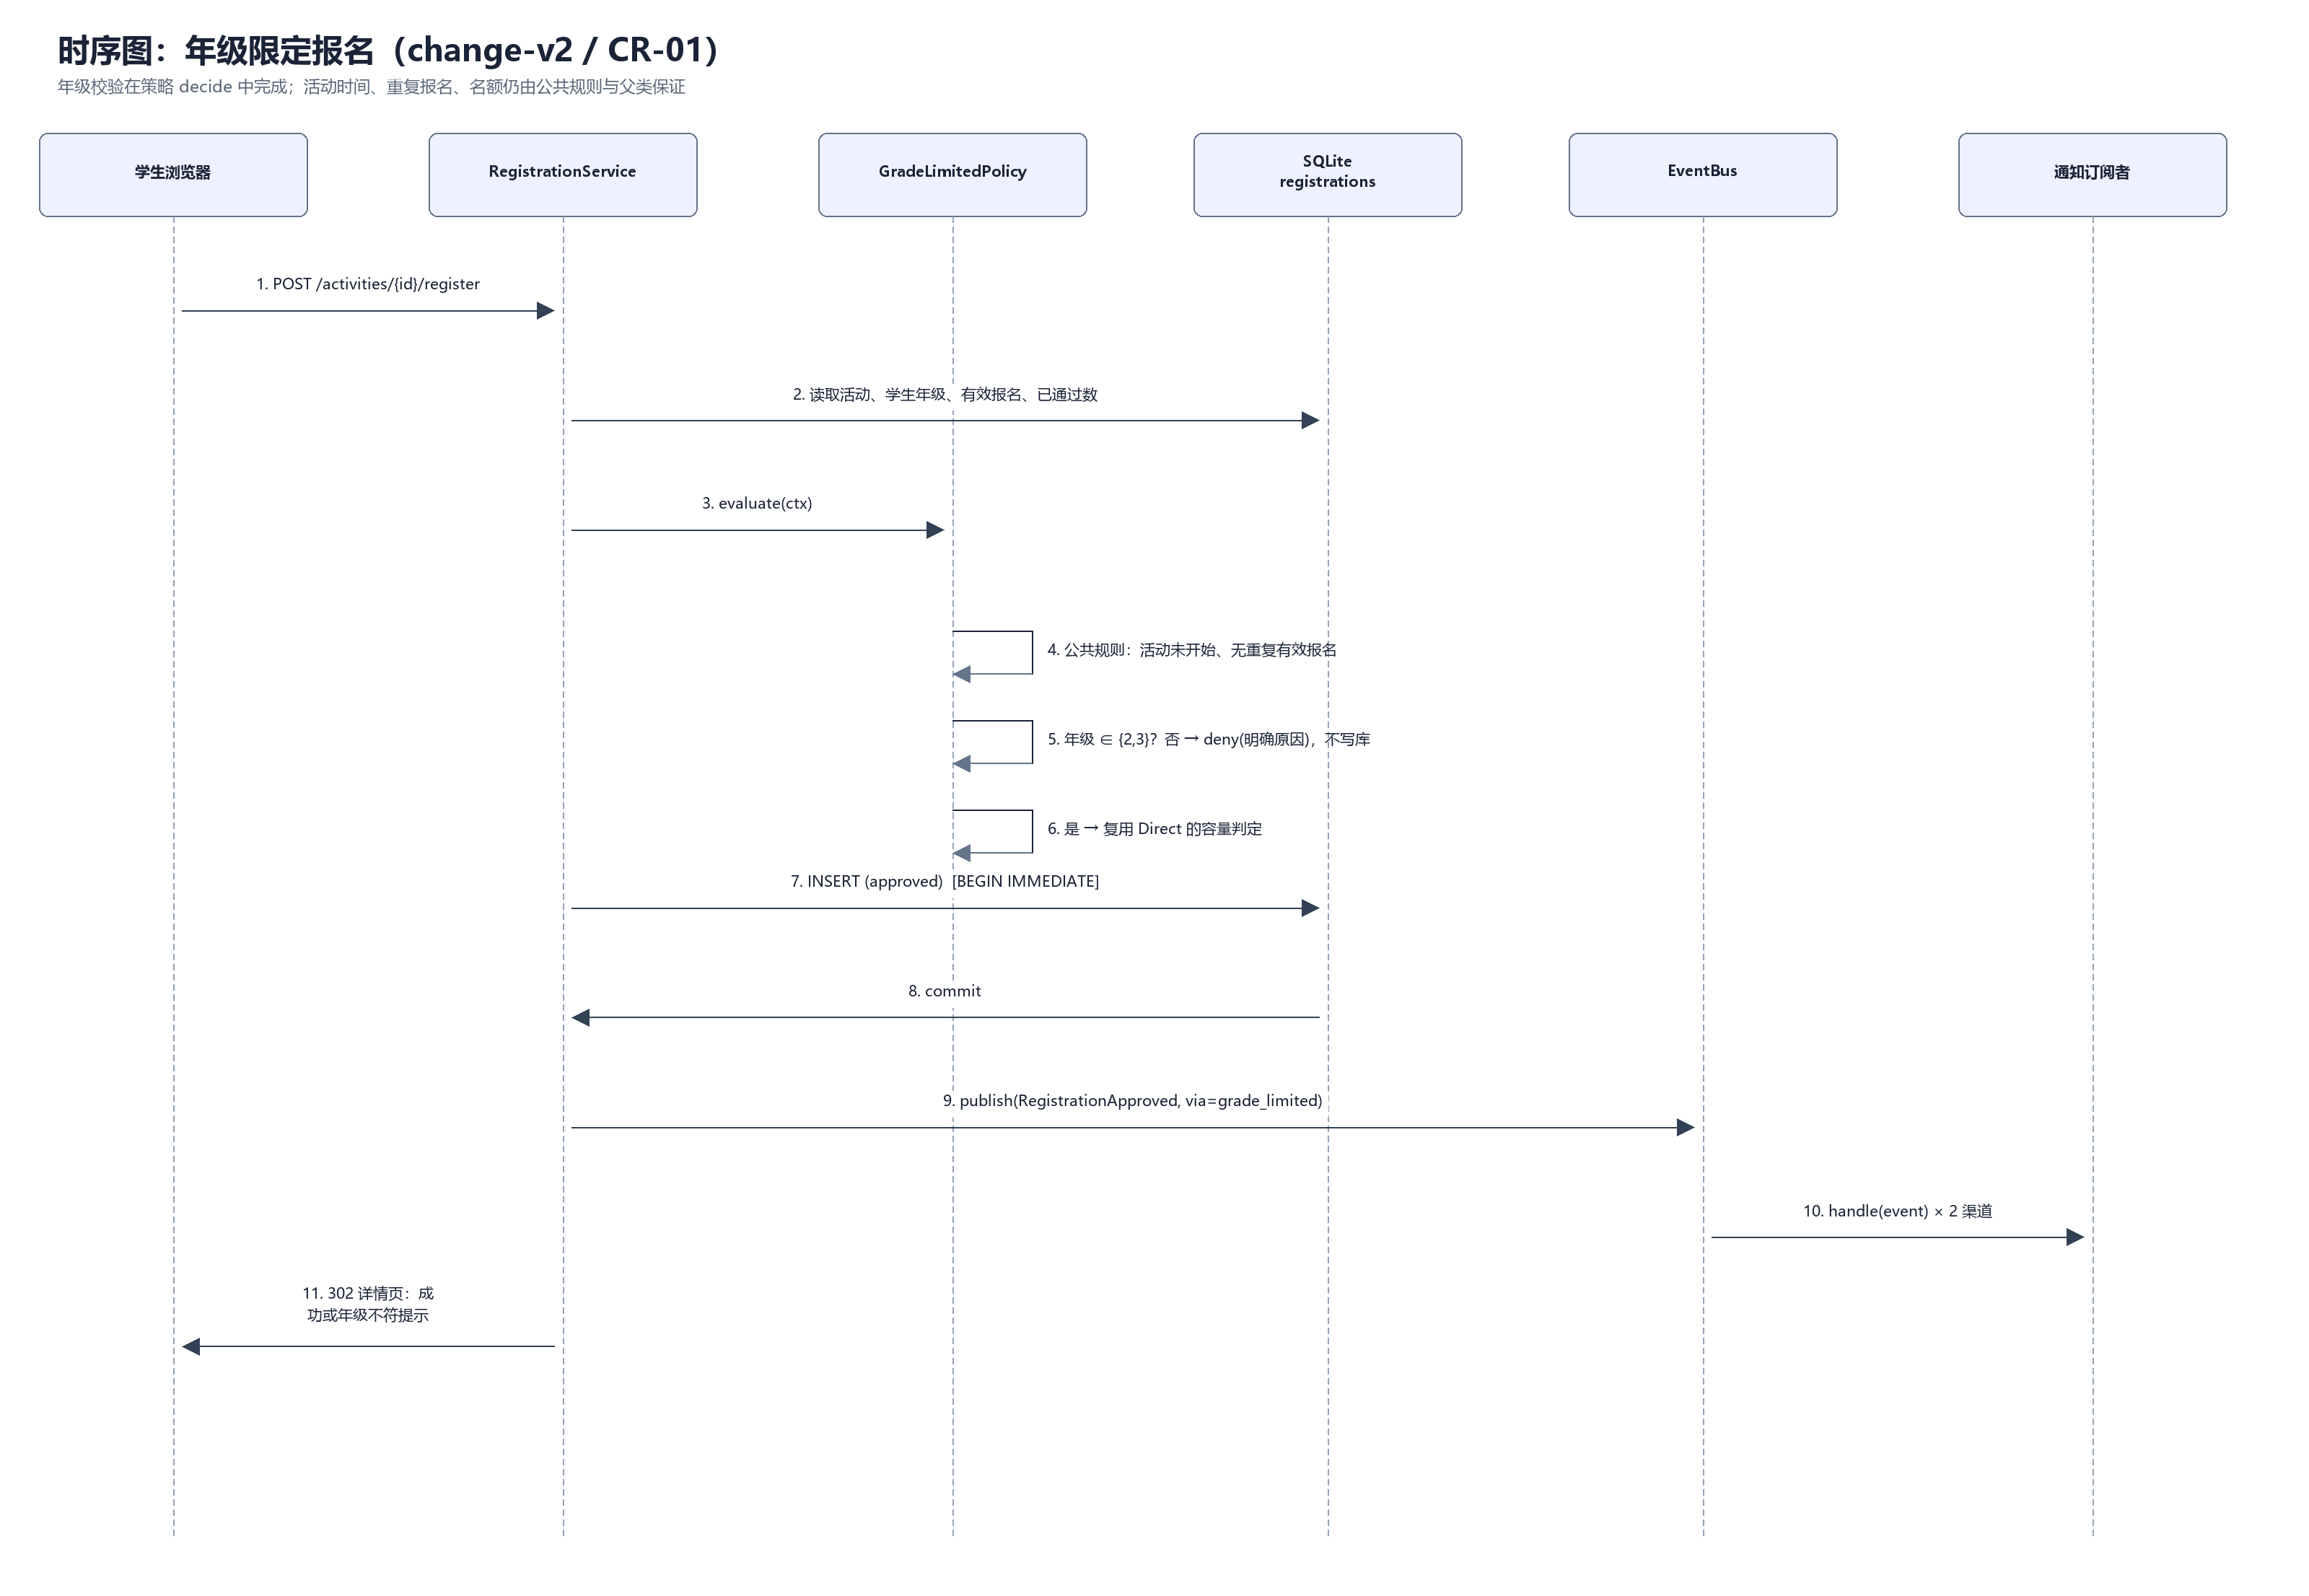 时序图：年级限定报名（change-v2 / CR-01）
年级校验在策略 decide 中完成；活动时间、重复报名、名额仍由公共规则与父类保证
学生浏览器
RegistrationService
GradeLimitedPolicy
SQLite
registrations
EventBus
通知订阅者
1. POST /activities/{id}/register
2. 读取活动、学生年级、有效报名、已通过数
3. evaluate(ctx)
4. 公共规则：活动未开始、无重复有效报名
5. 年级 ∈ {2,3}？否 → deny(明确原因)，不写库
6. 是 → 复用 Direct 的容量判定
7. INSERT (approved)  [BEGIN IMMEDIATE]
8. commit
9. publish(RegistrationApproved, via=grade_limited)
10. handle(event) × 2 渠道
11. 302 详情页：成
功或年级不符提示